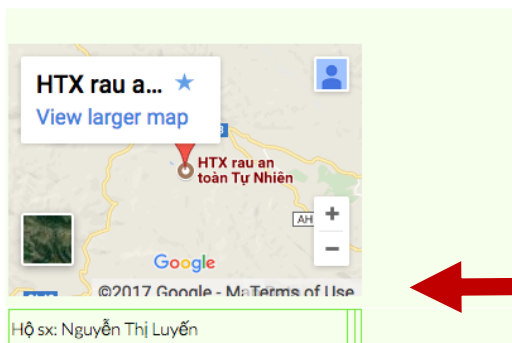 HTX rau a...
View larger map
HTX rau an
toàn Tự Nhiên
AH
Google
©2017 Google - Terms of Use
Hộ sx: Nguyễn Thị Luyến